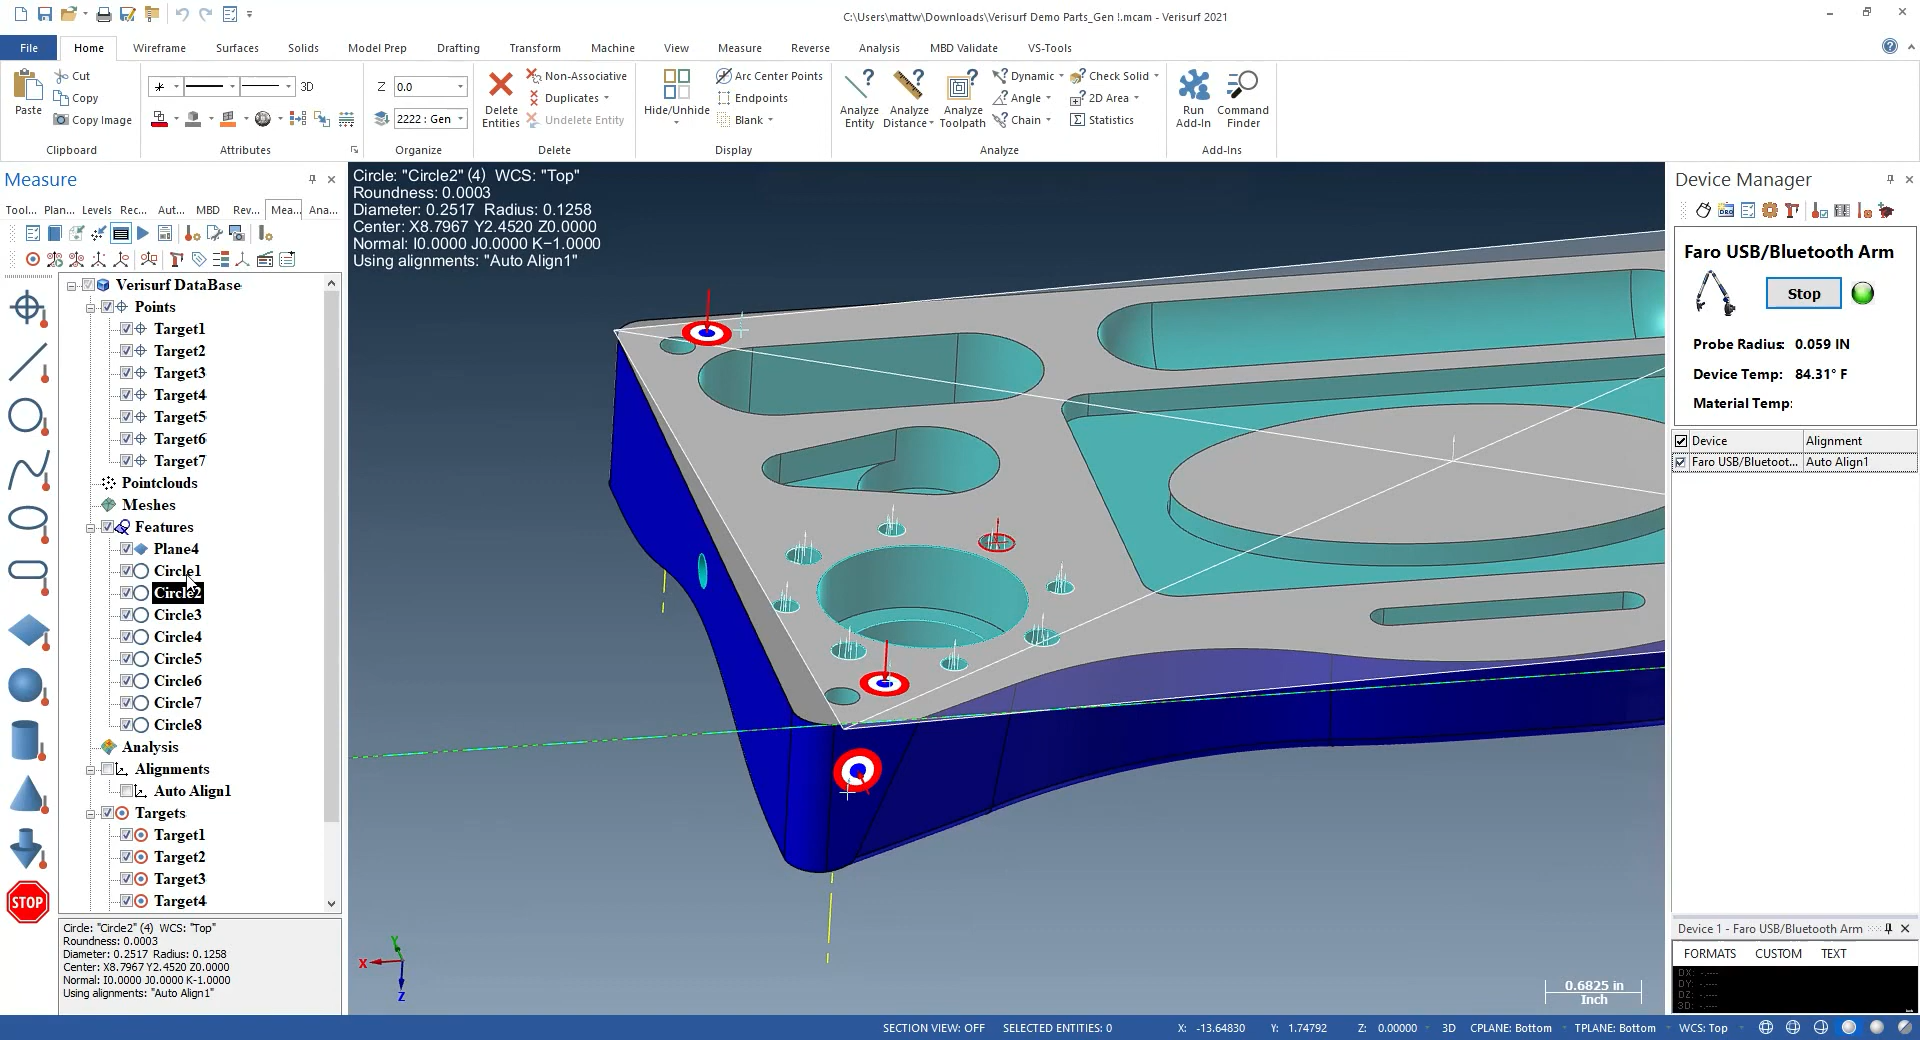 C:\Users\mattw\Downloads\Verisurf Demo Parts_Gen !.mcam - Verisurf 2021
File Home Wireframe Surfaces Solids Model Prep Drafting Transform Machine View Measure Reverse Analysis MBD Validate VS-Tools
Paste
Cut
Copy
Copy Image
Clipboard
3D
Attributes
Z 0.0
2222 : Gen
Organize
Delete Entities
Non-Associative
Duplicates
Undelete Entity
Delete
Hide/Unhide
Arc Center Points
Endpoints
Blank
Display
Analyze Entity
Analyze Distance
Analyze Toolpath
Dynamic
Angle
Chain
Check Solid
2D Area
Statistics
Analyze
Run Add-In
Command Finder
Add-Ins
Measure
Tool... Plan... Levels Rec... Aut... MBD Rev... Mea... Ana...
Verisurf DataBase
Points
Target1
Target2
Target3
Target4
Target5
Target6
Target7
Pointclouds
Meshes
Features
Plane4
Circle1
Circle2
Circle3
Circle4
Circle5
Circle6
Circle7
Circle8
Analysis
Alignments
Auto Align1
Targets
Target1
Target2
Target3
Target4
STOP
Circle: "Circle2" (4) WCS: "Top"
Roundness: 0.0003
Diameter: 0.2517 Radius: 0.1258
Center: X8.7967 Y2.4520 Z0.0000
Normal: I0.0000 J0.0000 K-1.0000
Using alignments: "Auto Align1"
Circle: "Circle2" (4) WCS: "Top"
Roundness: 0.0003
Diameter: 0.2517 Radius: 0.1258
Center: X8.7967 Y2.4520 Z0.0000
Normal: I0.0000 J0.0000 K−1.0000
Using alignments: "Auto Align1"
Y
X
Z
0.6825 in
Inch
Device Manager
Faro USB/Bluetooth Arm
Stop
Probe Radius: 0.059 IN
Device Temp: 84.31° F
Material Temp:
Device Alignment
Faro USB/Bluetoot... Auto Align1
Device 1 - Faro USB/Bluetooth Arm
FORMATS CUSTOM TEXT
DX: -.----
DY: -.----
DZ: -.----
3D: -.----
SECTION VIEW: OFF SELECTED ENTITIES: 0 X: -13.64830 Y: 1.74792 Z: 0.00000 3D CPLANE: Bottom TPLANE: Bottom WCS: Top